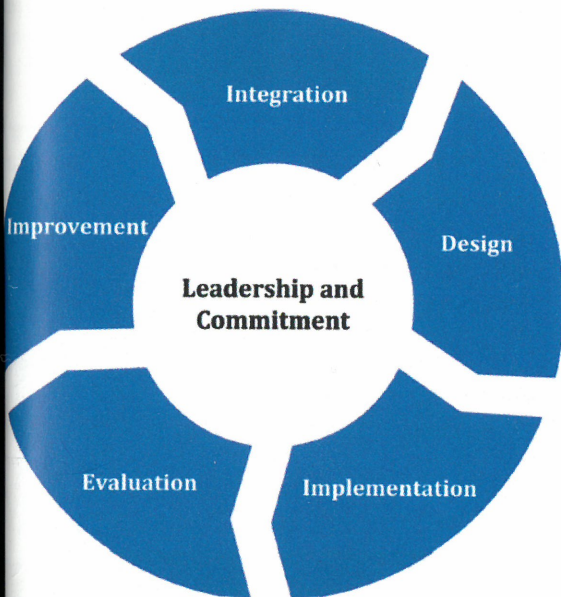 Integration
Design
Implementation
Evaluation
Improvement
Leadership and
Commitment